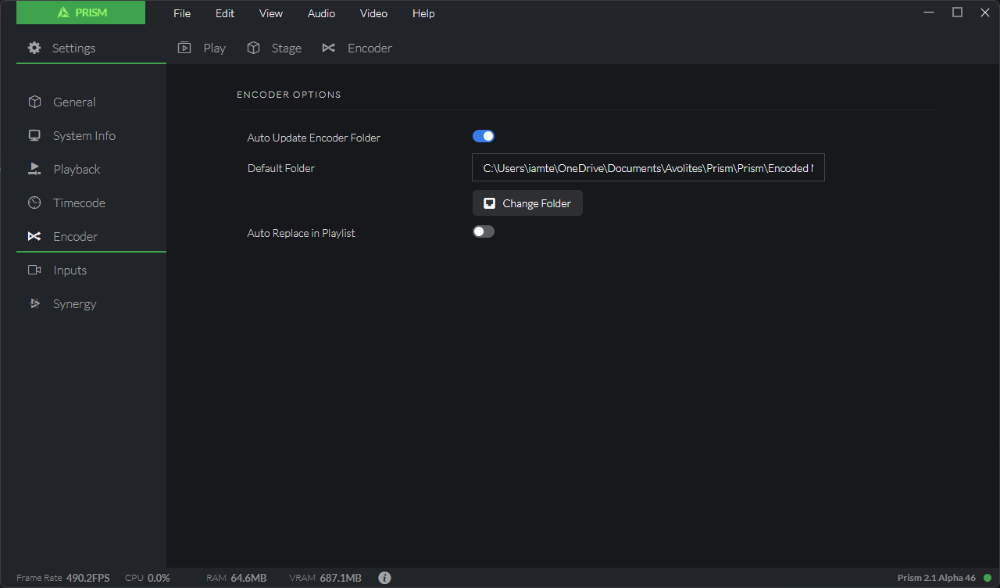 PRISM File Edit View Audio Video Help
Settings Play Stage Encoder
ENCODER OPTIONS
General
System Info
Playback
Timecode
Encoder
Inputs
Synergy
Auto Update Encoder Folder
Default Folder C:\Users\iamte\OneDrive\Documents\Avolites\Prism\Prism\Encoded
Change Folder
Auto Replace in Playlist
Frame Rate 490.2FPS CPU 0.0% RAM 64.6MB VRAM 687.1MB Prism 2.1 Alpha 46